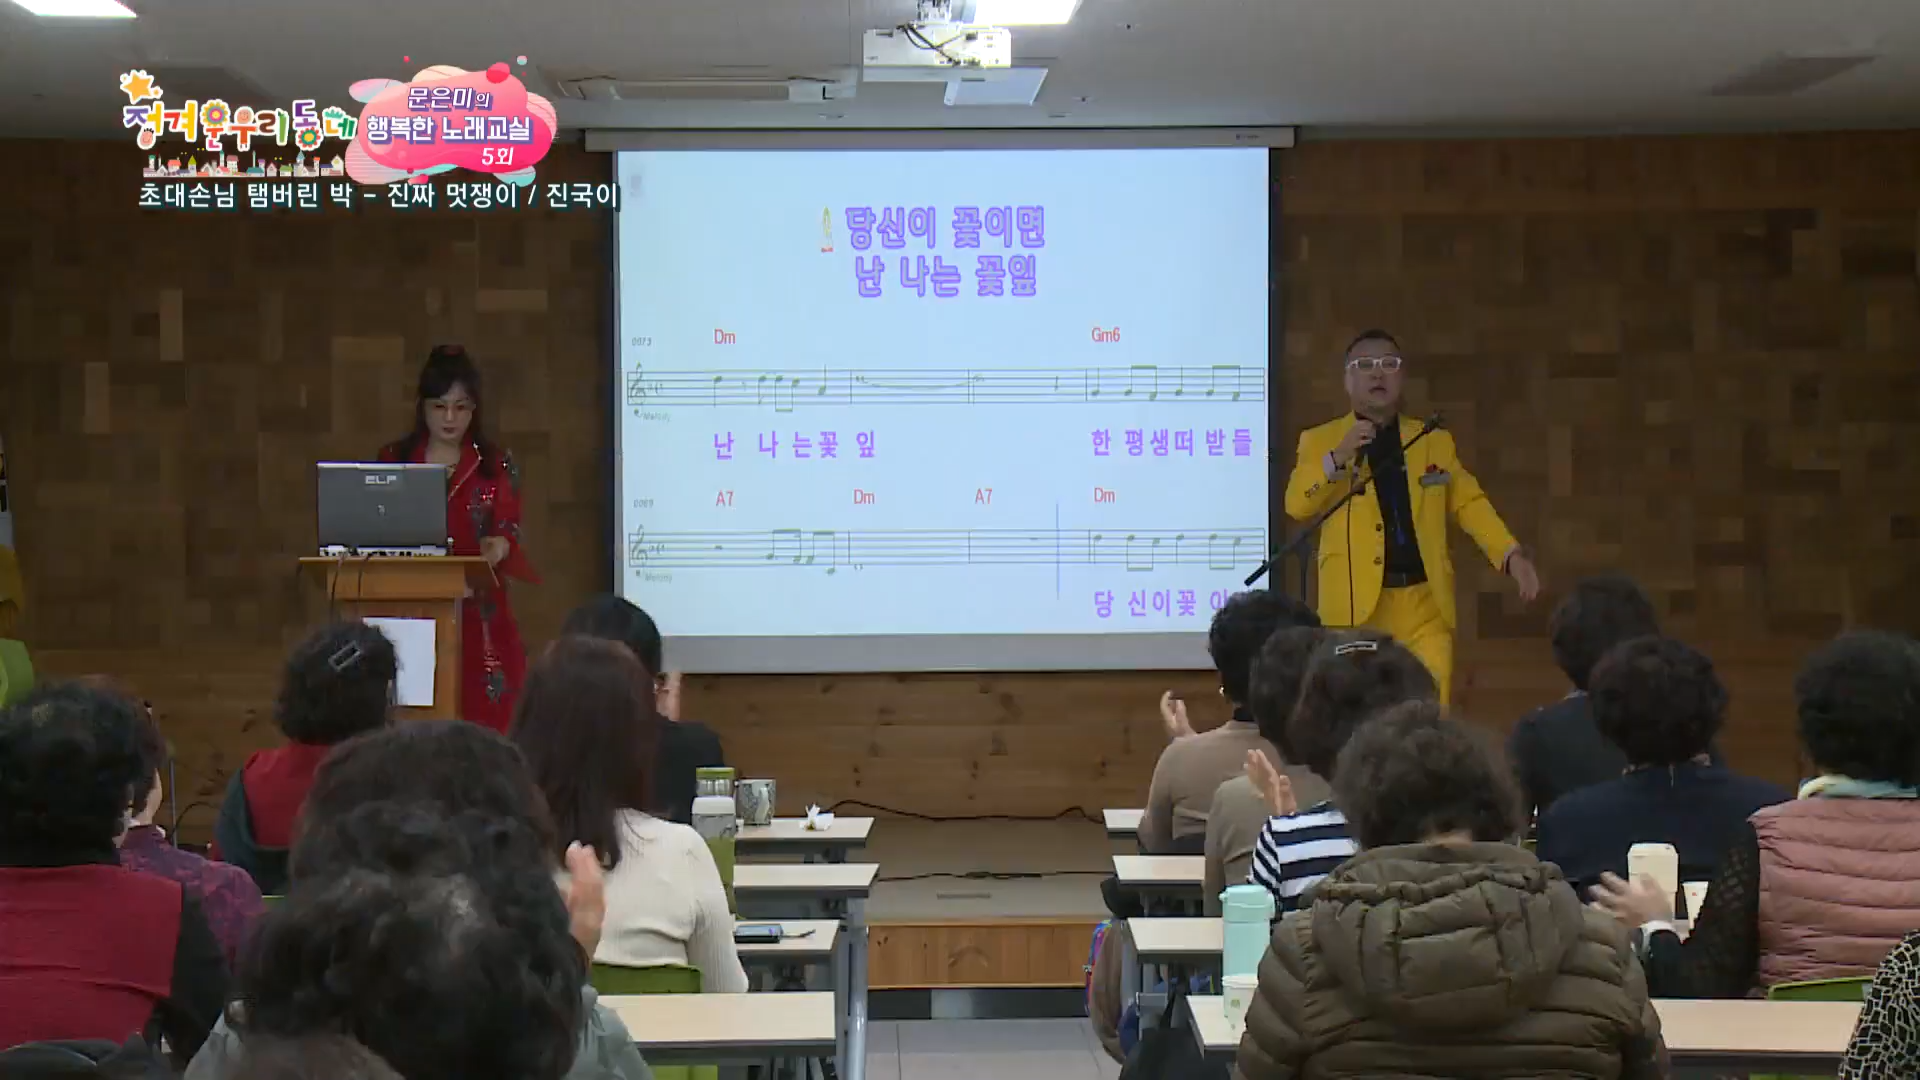 정겨운우리동네
문은미의
행복한 노래교실
5회
초대손님 탬버린 박 - 진짜 멋쟁이 / 진국이
당신이 꽃이면
난 나는 꽃잎
Dm Gm6
0073
난 나 는 꽃 잎 한 평 생 떠 받 들
A7 Dm A7 Dm
당 신 이 꽃